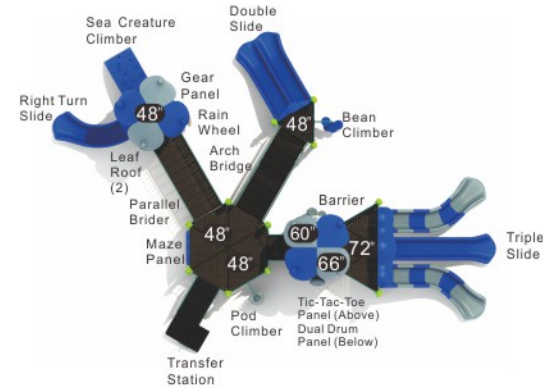 Double
Slide
Sea Creature
Climber
Gear
Panel
48"
Right Turn
Slide
Rain
Wheel
48"
Bean
Climber
Leaf
Roof
(2)
Arch
Bridge
Parallel
Brider
Barrier
48"
60"
72"
Maze
Panel
48"
66"
Triple
Slide
Pod
Climber
Tic-Tac-Toe
Panel (Above)
Dual Drum
Panel (Below)
Transfer
Station